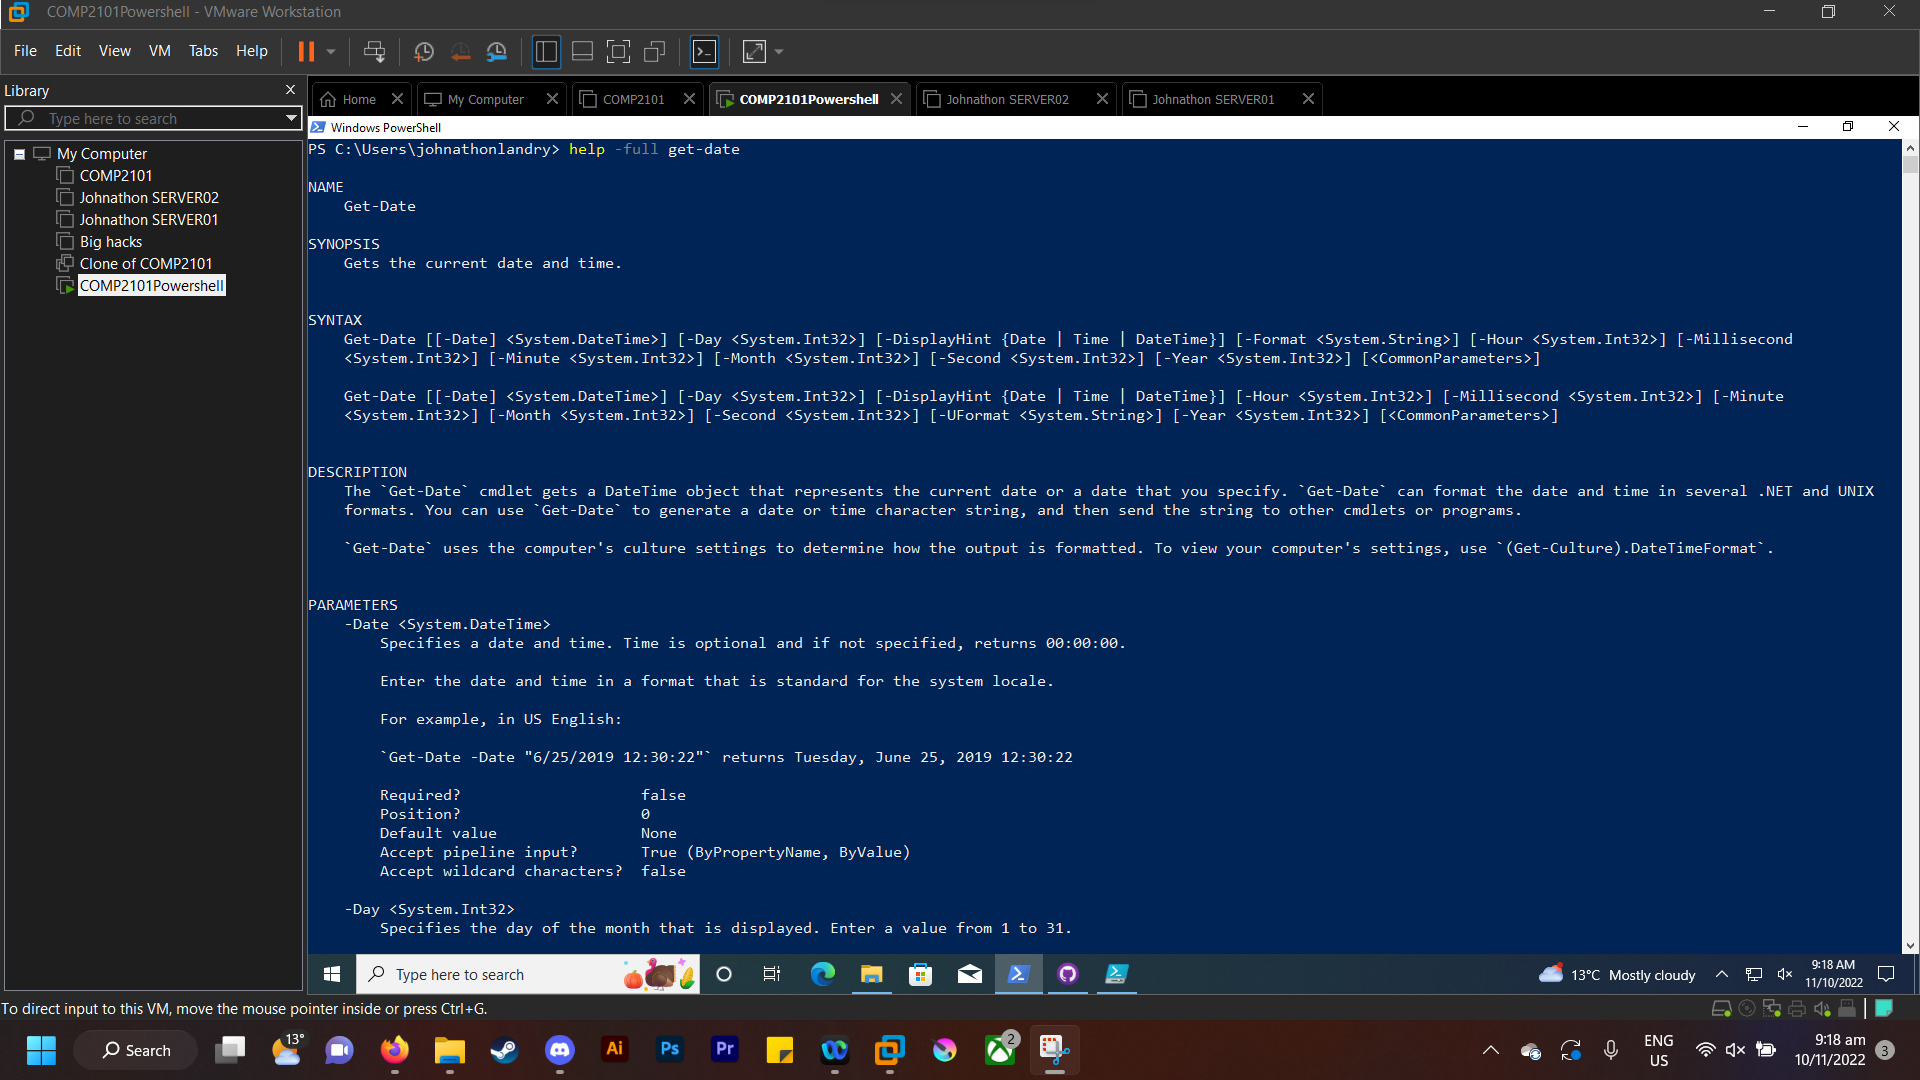 COMP2101Powershell - VMware Workstation
File Edit View VM Tabs Help
Library
Type here to search
My Computer
COMP2101
Johnathon SERVER02
Johnathon SERVER01
Big hacks
Clone of COMP2101
COMP2101Powershell
Home My Computer COMP2101 COMP2101Powershell Johnathon SERVER02 Johnathon SERVER01
Windows PowerShell
PS C:\Users\johnathonlandry> help -full get-date
NAME
Get-Date
SYNOPSIS
Gets the current date and time.
SYNTAX
Get-Date [[-Date] <System.DateTime>] [-Day <System.Int32>] [-DisplayHint {Date | Time | DateTime}] [-Format <System.String>] [-Hour <System.Int32>] [-Millisecond
<System.Int32>] [-Minute <System.Int32>] [-Month <System.Int32>] [-Second <System.Int32>] [-Year <System.Int32>] [<CommonParameters>]
Get-Date [[-Date] <System.DateTime>] [-Day <System.Int32>] [-DisplayHint {Date | Time | DateTime}] [-Hour <System.Int32>] [-Millisecond <System.Int32>] [-Minute
<System.Int32>] [-Month <System.Int32>] [-Second <System.Int32>] [-UFormat <System.String>] [-Year <System.Int32>] [<CommonParameters>]
DESCRIPTION
The `Get-Date` cmdlet gets a DateTime object that represents the current date or a date that you specify. `Get-Date` can format the date and time in several .NET and UNIX
formats. You can use `Get-Date` to generate a date or time character string, and then send the string to other cmdlets or programs.
`Get-Date` uses the computer's culture settings to determine how the output is formatted. To view your computer's settings, use `(Get-Culture).DateTimeFormat`.
PARAMETERS
-Date <System.DateTime>
Specifies a date and time. Time is optional and if not specified, returns 00:00:00.
Enter the date and time in a format that is standard for the system locale.
For example, in US English:
`Get-Date -Date "6/25/2019 12:30:22"` returns Tuesday, June 25, 2019 12:30:22
Required? false
Position? 0
Default value None
Accept pipeline input? True (ByPropertyName, ByValue)
Accept wildcard characters? false
-Day <System.Int32>
Specifies the day of the month that is displayed. Enter a value from 1 to 31.
Type here to search
13°C Mostly cloudy
9:18 AM
11/10/2022
To direct input to this VM, move the mouse pointer inside or press Ctrl+G.
Search
13°
Ai Ps Pr
2
ENG
US
9:18 am
10/11/2022
3